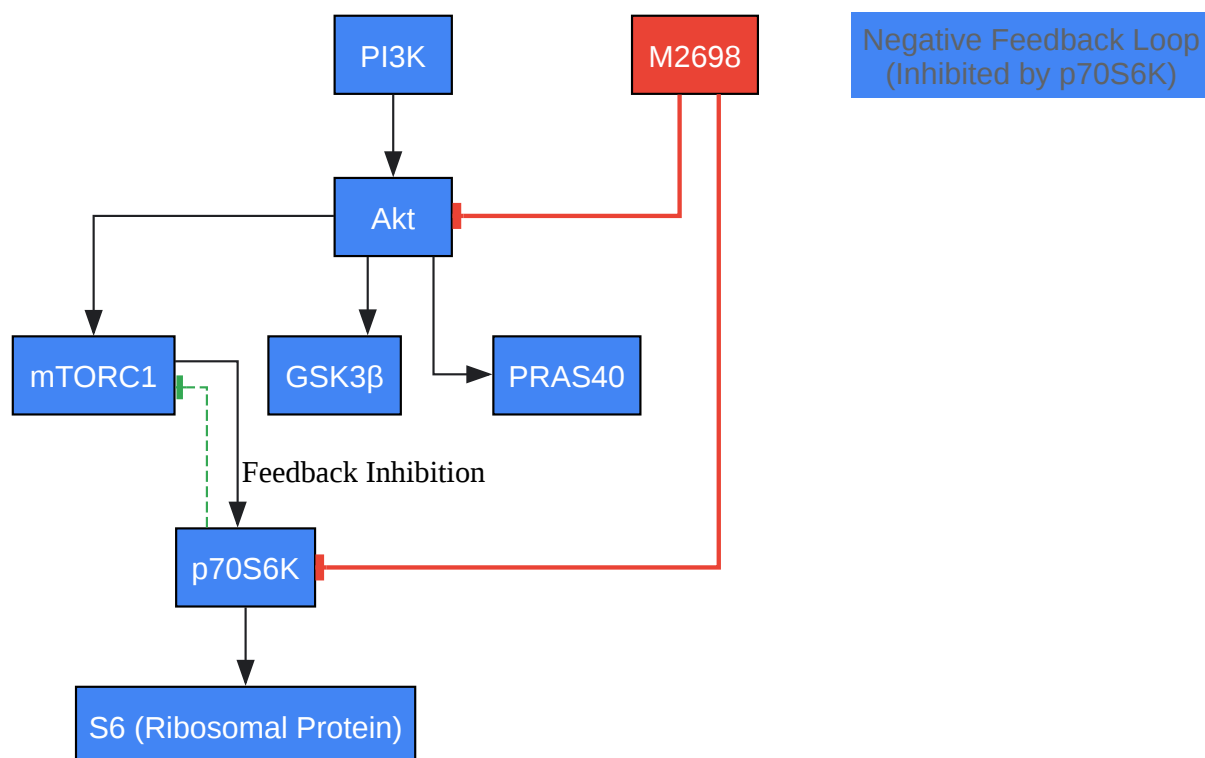 PI3K
M2698
Negative Feedback Loop
(Inhibited by p70S6K)
Akt
mTORC1
GSK3β
PRAS40
Feedback Inhibition
p70S6K
S6 (Ribosomal Protein)